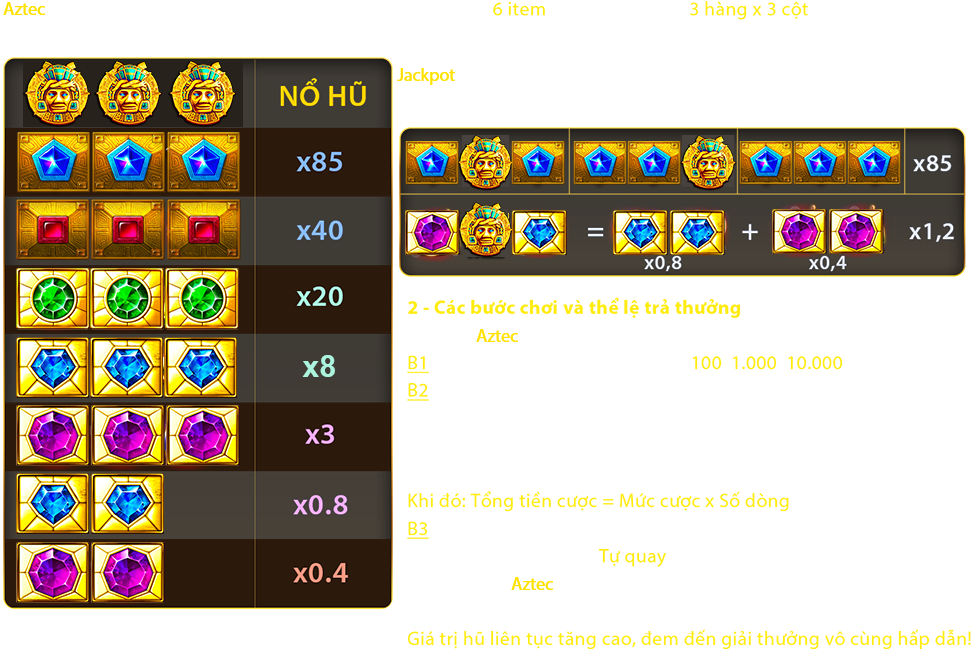 Aztec 6 item 3 hàng x 3 cột
Jackpot
NỔ HŨ
x85
x40
x20
x8
x3
x0.8
x0.4
x85
= + x1,2
x0,8 x0,4
2 - Các bước chơi và thể lệ trả thưởng
Aztec
B1 100 1.000 10.000
B2
Khi đó: Tổng tiền cược = Mức cược x Số dòng
B3
Tự quay
Aztec
Giá trị hũ liên tục tăng cao, đem đến giải thưởng vô cùng hấp dẫn!